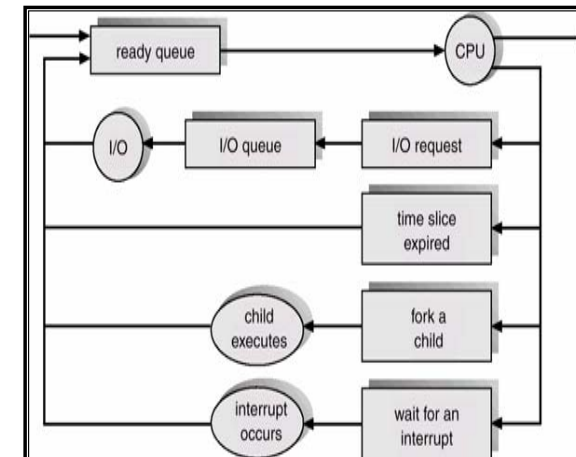 ready queue
CPU
I/O
I/O queue
I/O request
time slice
expired
child
executes
fork a
child
interrupt
occurs
wait for an
interrupt